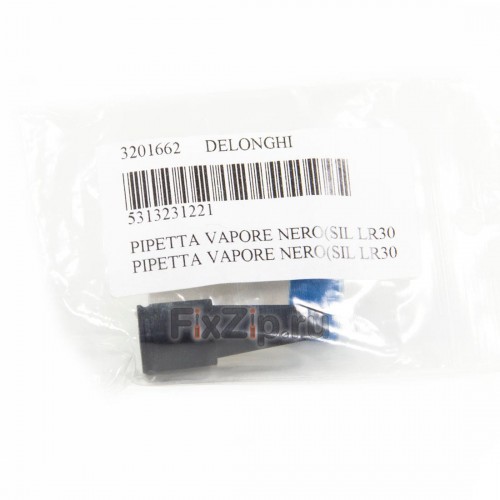 3201662 DELONGHI
5313231221
PIPETTA VAPORE NERO(SIL LR30
PIPETTA VAPORE NERO(SIL LR30
FixZip.ru